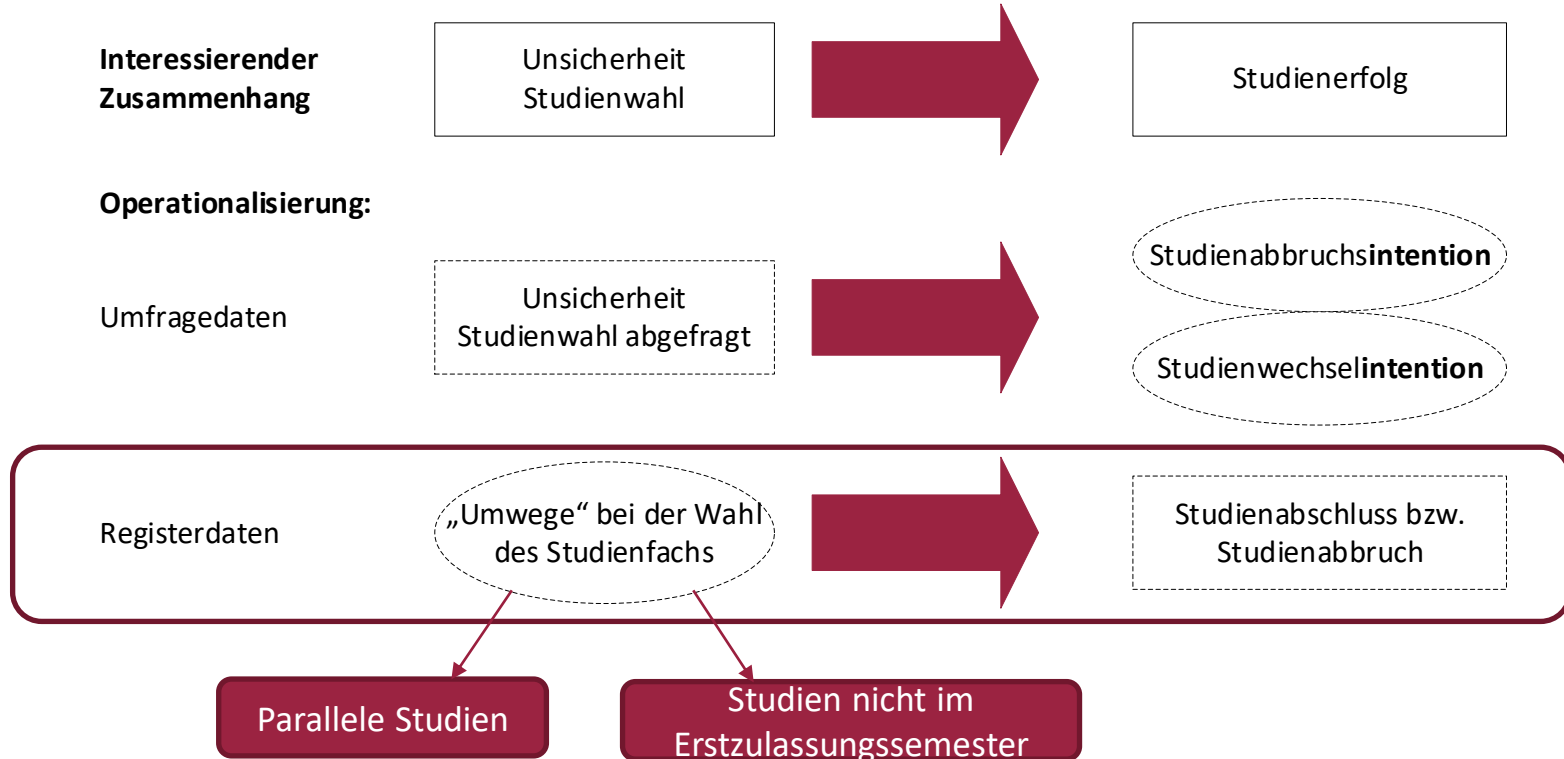 Interessierender
Zusammenhang
Unsicherheit
Studienwahl
Studienerfolg
Operationalisierung:
Umfragedaten
Unsicherheit
Studienwahl abgefragt
Studienabbruchsintention
Studienwechselintention
Registerdaten
„Umwege“ bei der Wahl
des Studienfachs
Studienabschluss bzw.
Studienabbruch
Parallele Studien
Studien nicht im
Erstzulassungssemester